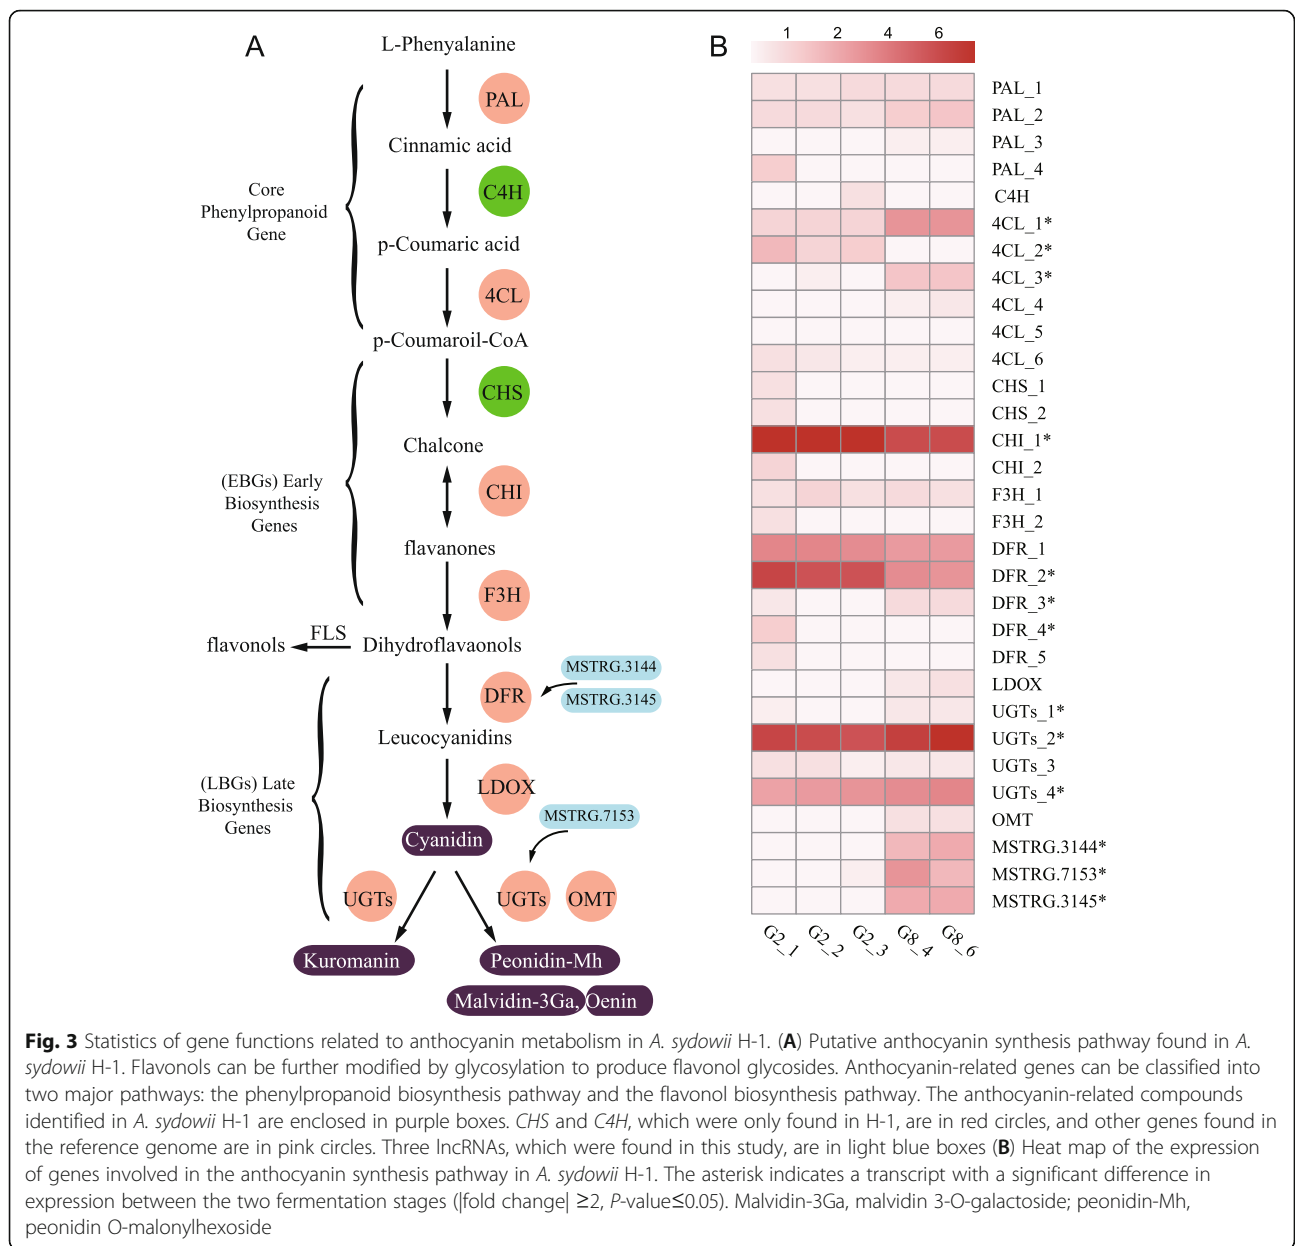 A
L-Phenyalanine
PAL
Cinnamic acid
C4H
Core
Phenylpropanoid
Gene
p-Coumaric acid
4CL
p-Coumaroil-CoA
CHS
Chalcone
(EBGs) Early
Biosynthesis
Genes
CHI
flavanones
F3H
flavonols
FLS
Dihydroflavaonols
MSTRG.3144
DFR
MSTRG.3145
Leucocyanidins
(LBGs) Late
Biosynthesis
Genes
LDOX
MSTRG.7153
Cyanidin
UGTs
UGTs
OMT
Kuromanin
Peonidin-Mh
Malvidin-3Ga, Oenin
B
1 2 4 6
PAL_1
PAL_2
PAL_3
PAL_4
C4H
4CL_1*
4CL_2*
4CL_3*
4CL_4
4CL_5
4CL_6
CHS_1
CHS_2
CHI_1*
CHI_2
F3H_1
F3H_2
DFR_1
DFR_2*
DFR_3*
DFR_4*
DFR_5
LDOX
UGTs_1*
UGTs_2*
UGTs_3
UGTs_4*
OMT
MSTRG.3144*
MSTRG.7153*
MSTRG.3145*
G2_1 G2_2 G2_3 G8_4 G8_6
Fig. 3 Statistics of gene functions related to anthocyanin metabolism in A. sydowii H-1. (A) Putative anthocyanin synthesis pathway found in A.
sydowii H-1. Flavonols can be further modified by glycosylation to produce flavonol glycosides. Anthocyanin-related genes can be classified into
two major pathways: the phenylpropanoid biosynthesis pathway and the flavonol biosynthesis pathway. The anthocyanin-related compounds
identified in A. sydowii H-1 are enclosed in purple boxes. CHS and C4H, which were only found in H-1, are in red circles, and other genes found in
the reference genome are in pink circles. Three lncRNAs, which were found in this study, are in light blue boxes (B) Heat map of the expression
of genes involved in the anthocyanin synthesis pathway in A. sydowii H-1. The asterisk indicates a transcript with a significant difference in
expression between the two fermentation stages (|fold change| ≥2, P-value≤0.05). Malvidin-3Ga, malvidin 3-O-galactoside; peonidin-Mh,
peonidin O-malonylhexoside